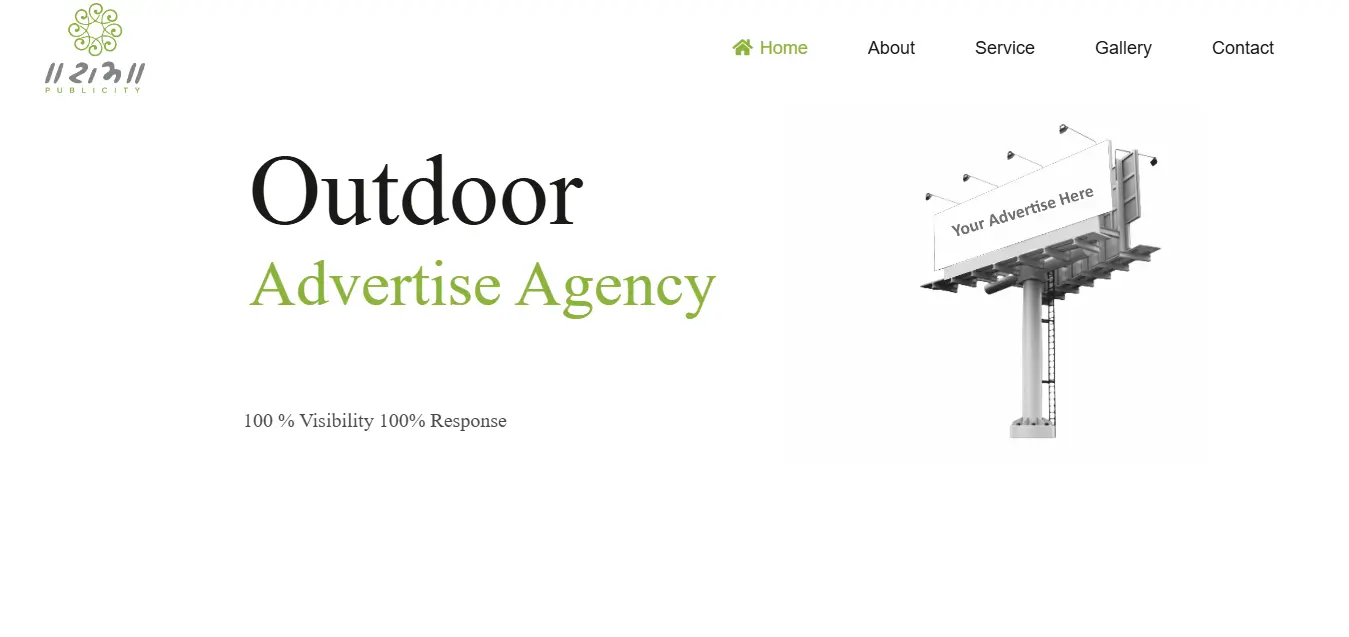 ॥ રામ ॥
PUBLICITY
Home About Service Gallery Contact
Outdoor
Advertise Agency
Your Advertise Here
100 % Visibility 100% Response